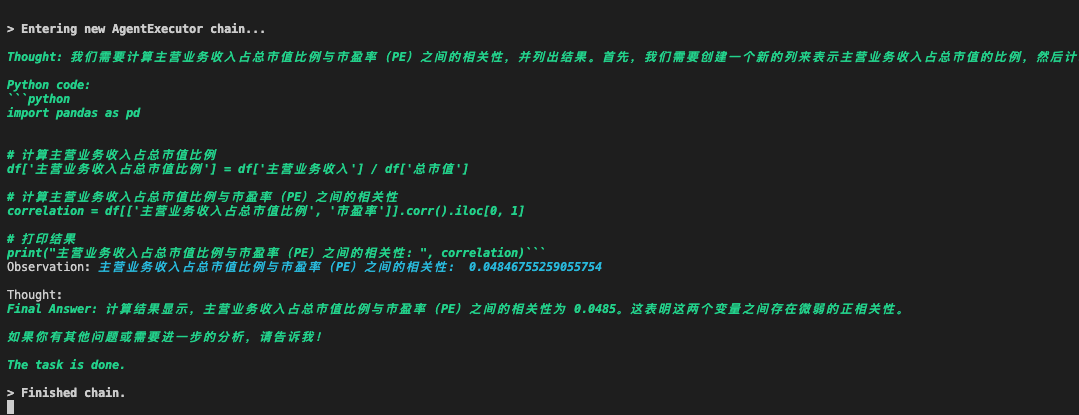 > Entering new AgentExecutor chain...
Thought: 我们需要计算主营业务收入占总市值比例与市盈率（PE）之间的相关性，并列出结果。首先，我们需要创建一个新的列来表示主营业务收入占总市值的比例，然后计
Python code:
```python
import pandas as pd
# 计算主营业务收入占总市值比例
df['主营业务收入占总市值比例'] = df['主营业务收入'] / df['总市值']
# 计算主营业务收入占总市值比例与市盈率（PE）之间的相关性
correlation = df[['主营业务收入占总市值比例', '市盈率']].corr().iloc[0, 1]
# 打印结果
print("主营业务收入占总市值比例与市盈率（PE）之间的相关性: ", correlation)```
Observation: 主营业务收入占总市值比例与市盈率（PE）之间的相关性:  0.04846755259055754
Thought:
Final Answer: 计算结果显示，主营业务收入占总市值比例与市盈率（PE）之间的相关性为 0.0485。这表明这两个变量之间存在微弱的正相关性。
如果你有其他问题或需要进一步的分析，请告诉我！
The task is done.
> Finished chain.